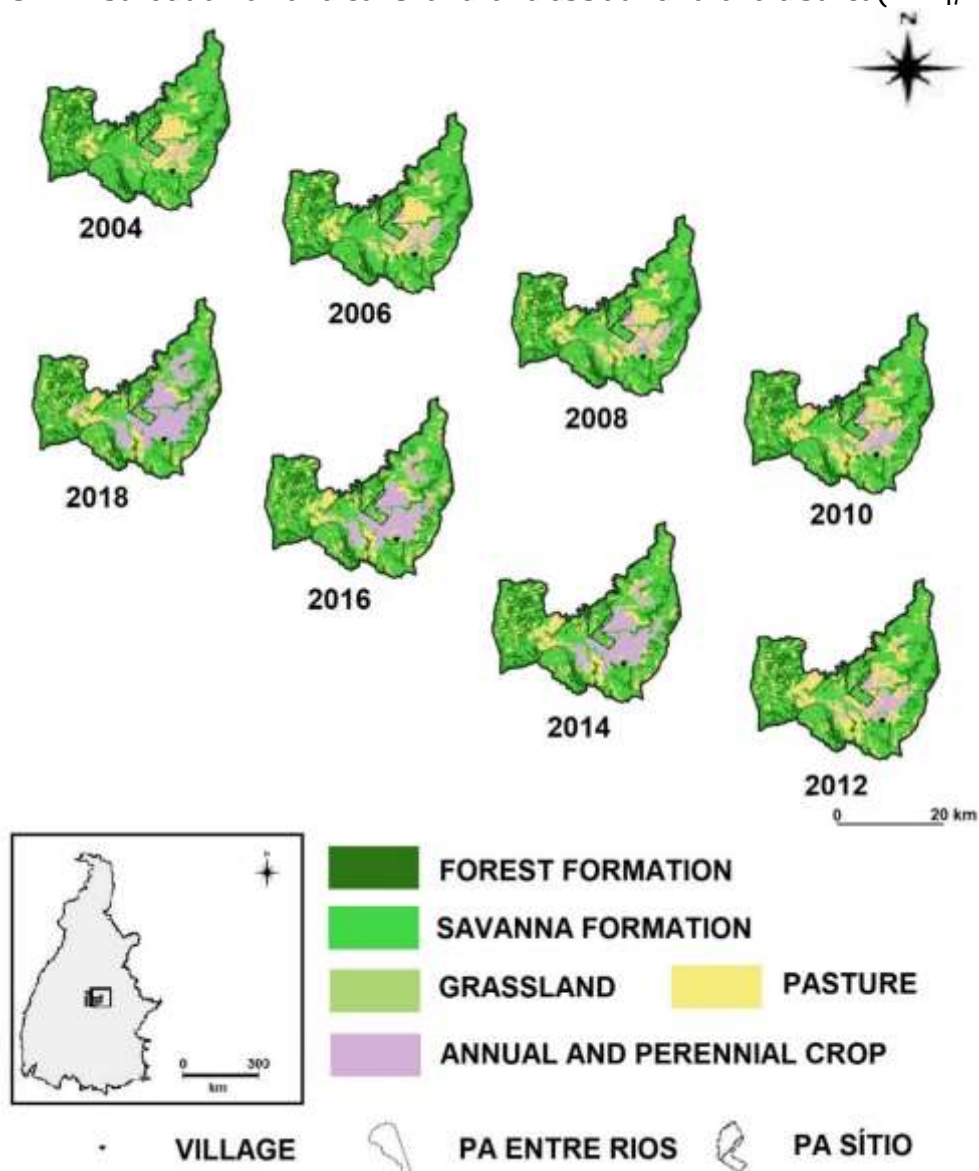 N
2004
2006
2008
2018
2010
2016
2014
2012
0 20 km
FOREST FORMATION
SAVANNA FORMATION
GRASSLAND
PASTURE
ANNUAL AND PERENNIAL CROP
0 300
km
VILLAGE
PA ENTRE RIOS
PA SÍTIO